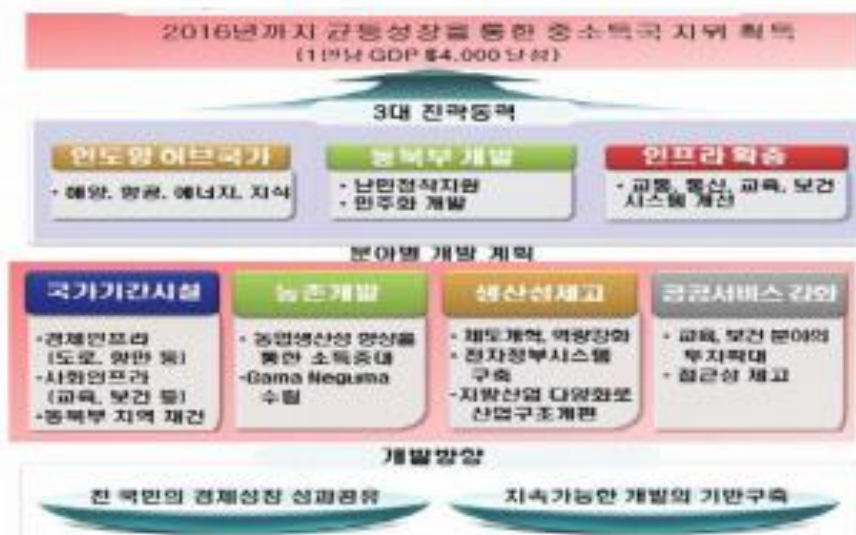 2016년까지 균등성장을 통한 중소득국 지위 획득
(1인당 GDP $4,000 달성)
3대 전략동력
인도양 허브국가
· 해양, 항공, 에너지, 지식
동북부 개발
· 난민정착지원
· 민주화 개발
인프라 확충
· 교통, 통신, 교육, 보건
시스템 개선
분야별 개발 계획
국가기간시설
·경제인프라
(도로, 항만 등)
·사회인프라
(교육, 보건 등)
·동북부 지역 재건
농촌개발
· 농업생산성 향상을
통한 소득증대
·Gama Neguma
수립
생산성제고
· 제도개혁, 역량강화
· 전자정부시스템
구축
·지방산업 다양화로
산업구조개편
공공서비스 강화
· 교육, 보건 분야의
투자확대
· 접근성 제고
개발방향
전 국민의 경제성장 성과공유
지속가능한 개발의 기반구축